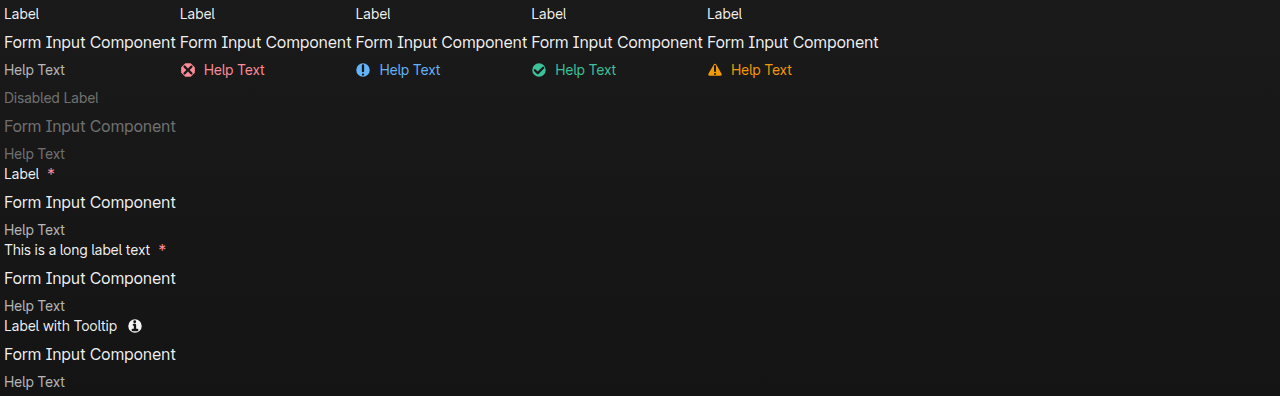 Label Label Label Label Label
Form Input Component Form Input Component Form Input Component Form Input Component Form Input Component
Help Text Help Text Help Text Help Text Help Text
Disabled Label
Form Input Component
Help Text
Label *
Form Input Component
Help Text
This is a long label text *
Form Input Component
Help Text
Label with Tooltip
Form Input Component
Help Text